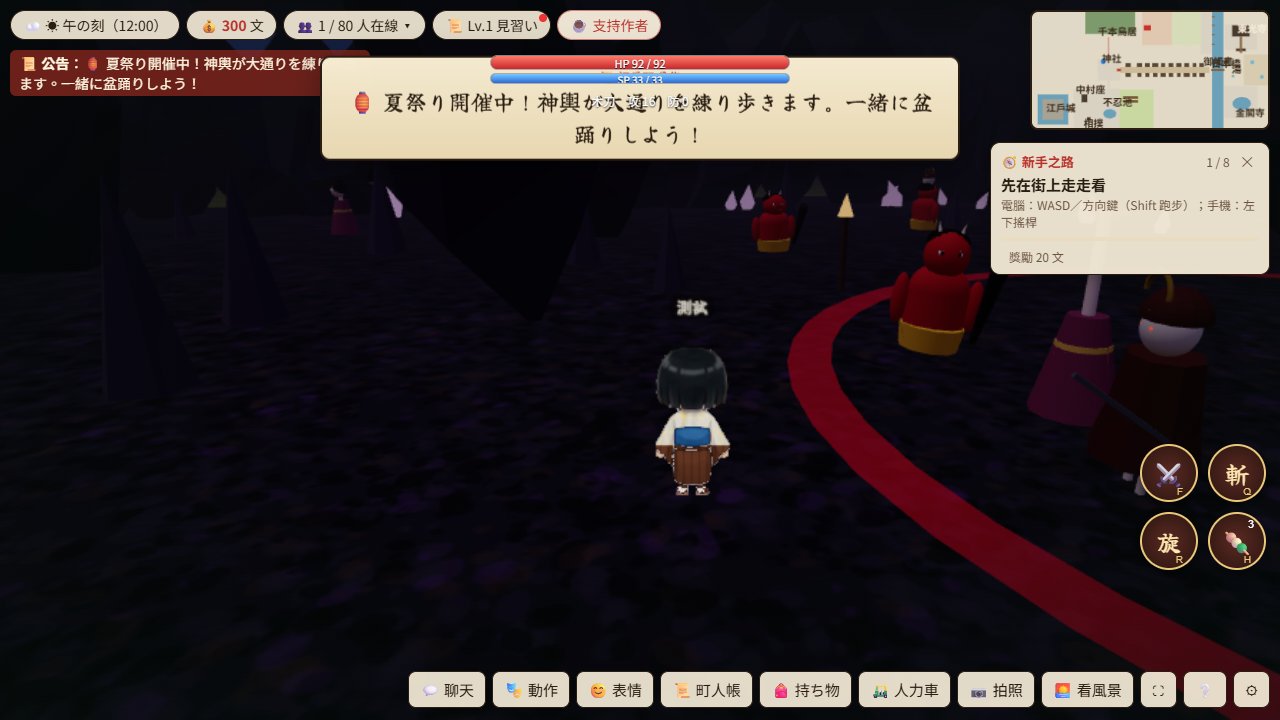 午の刻（12:00）
300 文
1 / 80 人在線 ▾
Lv.1 見習い
支持作者
公告： 夏祭り開催中！神輿が大通りを練り
ます。一緒に盆踊りしよう！
HP 92 / 92
SP 33 / 33
夏祭り開催中！神輿が大通りを練り歩きます。一緒に盆
踊りしよう！
千本鳥居
神社
中村座
江戶城
不忍池
相撲
金閣寺
新手之路
1 / 8
先在街上走走看
電腦：WASD／方向鍵（Shift 跑步）；手機：左
下搖桿
獎勵 20 文
測試
F
斬
Q
旋
R
3
H
聊天
動作
表情
町人帳
持ち物
人力車
拍照
看風景